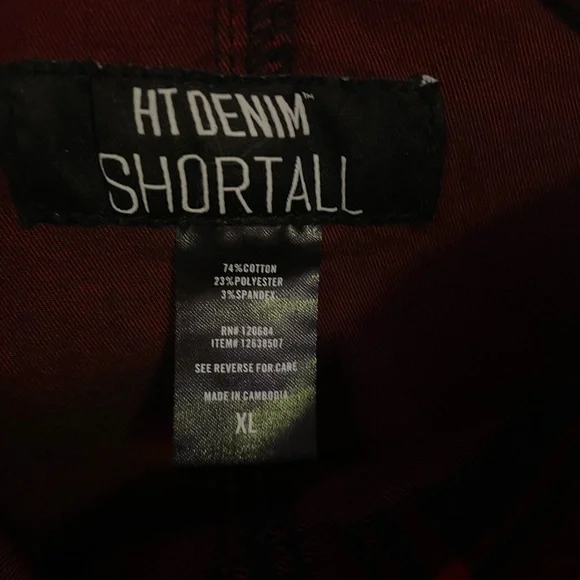 HT DENIM™
SHORTALL
74%COTTON
23%POLYESTER
3%SPANDEX
RN# 120684
ITEM# 12638507
SEE REVERSE FOR CARE
MADE IN CAMBODIA
XL